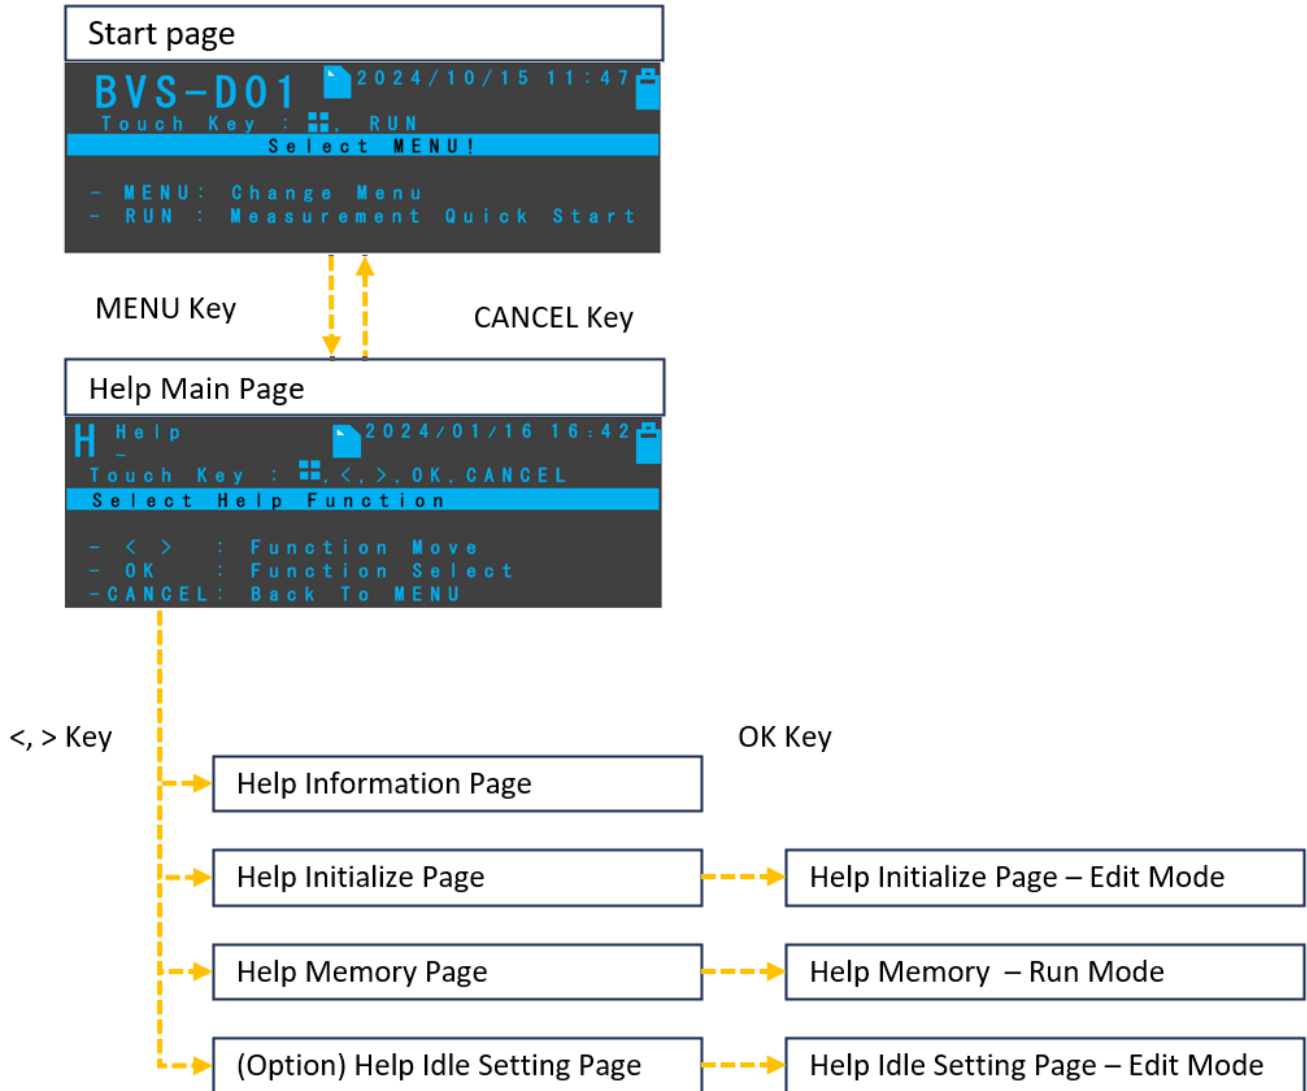 Start page
BVS-D01 2024/10/15 11:47
Touch Key : , RUN
Select MENU!
- MENU: Change Menu
- RUN : Measurement Quick Start
MENU Key
CANCEL Key
Help Main Page
H Help 2024/01/16 16:42
-
Touch Key : , <, >, OK, CANCEL
Select Help Function
- < > : Function Move
- OK : Function Select
-CANCEL: Back To MENU
<, > Key
OK Key
Help Information Page
Help Initialize Page
Help Initialize Page – Edit Mode
Help Memory Page
Help Memory – Run Mode
(Option) Help Idle Setting Page
Help Idle Setting Page – Edit Mode